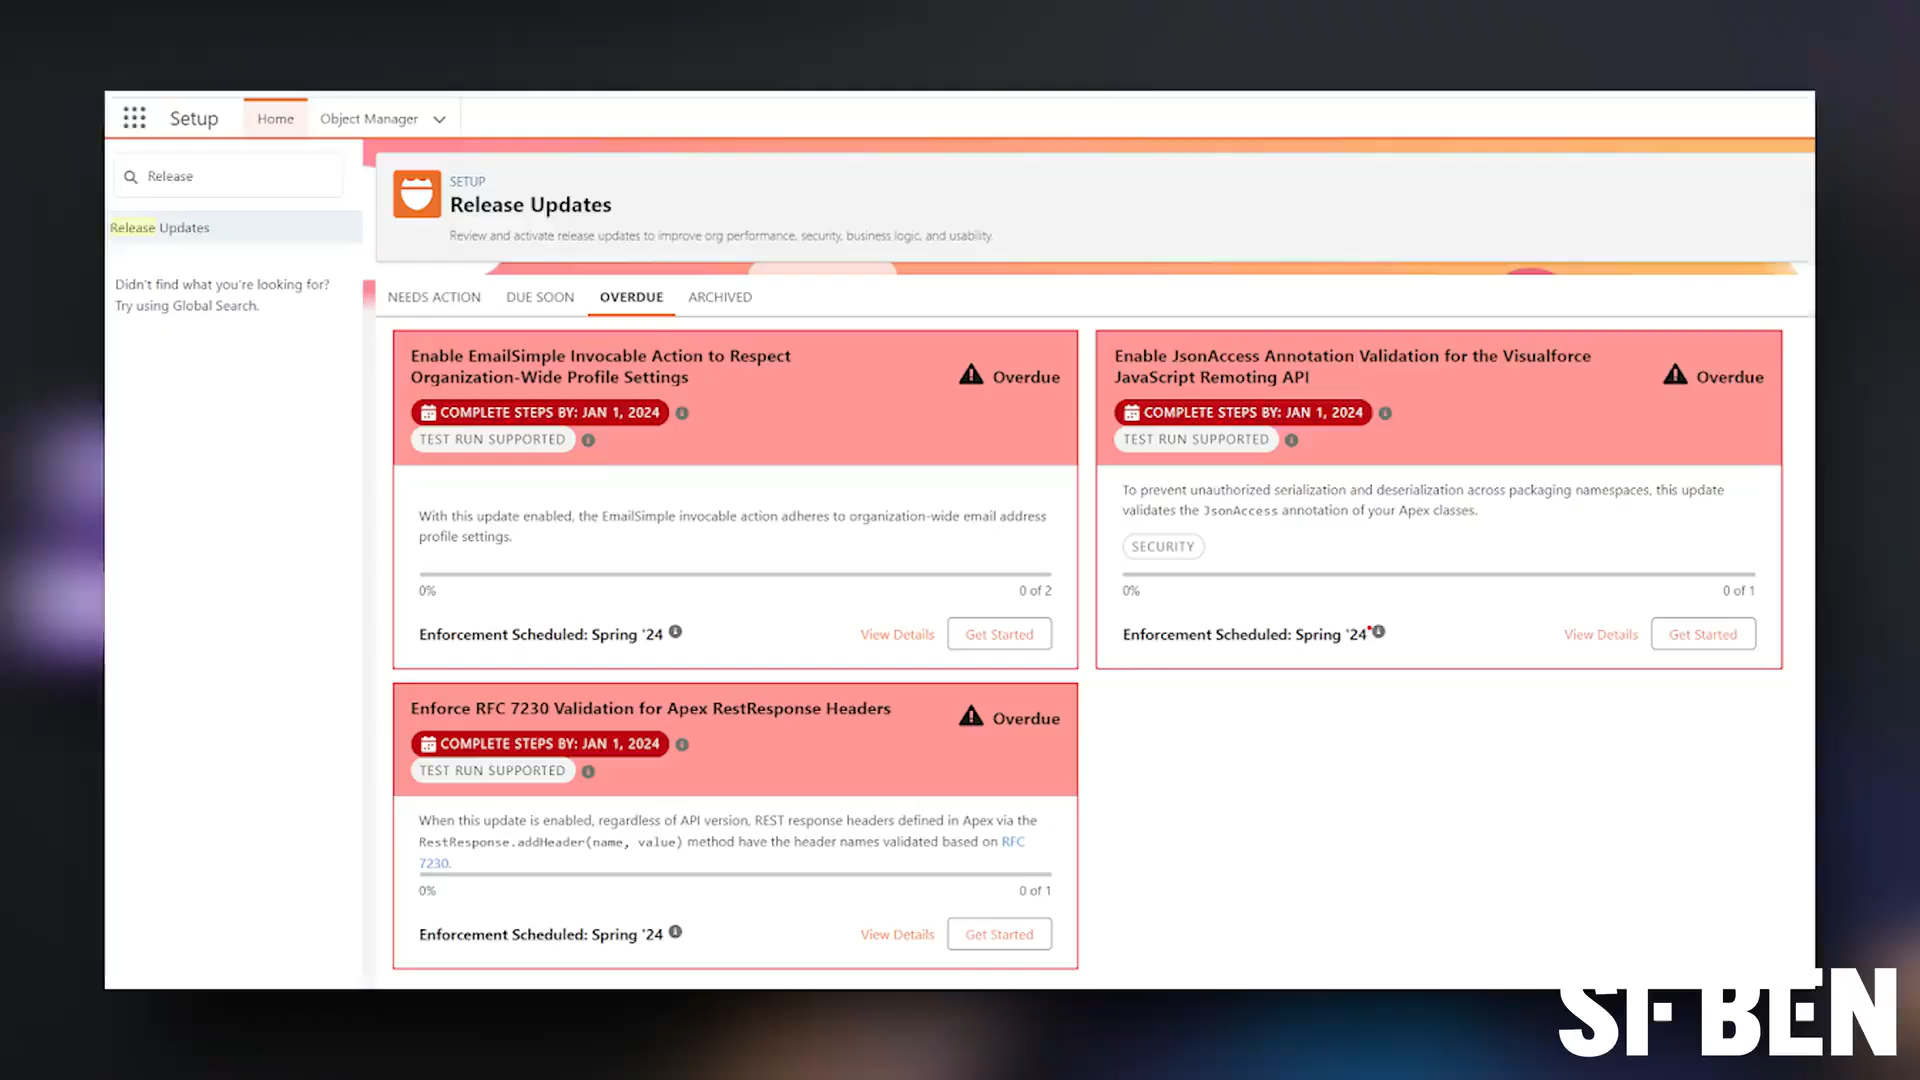 Setup
Home
Object Manager
Release
Release Updates
Didn't find what you're looking for?
Try using Global Search.
SETUP
Release Updates
Review and activate release updates to improve org performance, security, business logic, and usability.
NEEDS ACTION
DUE SOON
OVERDUE
ARCHIVED
Enable EmailSimple Invocable Action to Respect
Organization-Wide Profile Settings
Overdue
COMPLETE STEPS BY: JAN 1, 2024
TEST RUN SUPPORTED
With this update enabled, the EmailSimple invocable action adheres to organization-wide email address
profile settings.
0%
0 of 2
Enforcement Scheduled: Spring '24
View Details
Get Started
Enable JsonAccess Annotation Validation for the Visualforce
JavaScript Remoting API
Overdue
COMPLETE STEPS BY: JAN 1, 2024
TEST RUN SUPPORTED
To prevent unauthorized serialization and deserialization across packaging namespaces, this update
validates the JsonAccess annotation of your Apex classes.
SECURITY
0%
0 of 1
Enforcement Scheduled: Spring '24
View Details
Get Started
Enforce RFC 7230 Validation for Apex RestResponse Headers
Overdue
COMPLETE STEPS BY: JAN 1, 2024
TEST RUN SUPPORTED
When this update is enabled, regardless of API version, REST response headers defined in Apex via the
RestResponse.addHeader(name, value) method have the header names validated based on RFC
7230.
0%
0 of 1
Enforcement Scheduled: Spring '24
View Details
Get Started
SF BEN